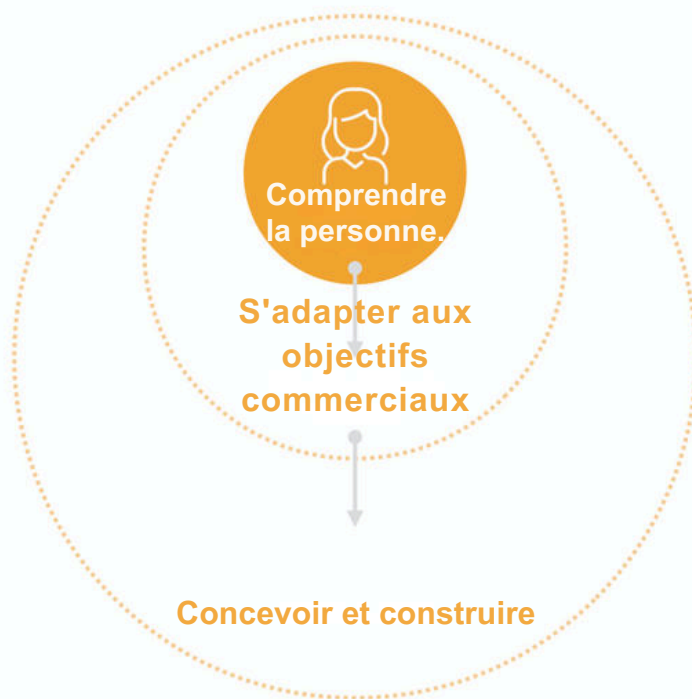 Comprendre
la personne.
S'adapter aux
objectifs
commerciaux
Concevoir et construire